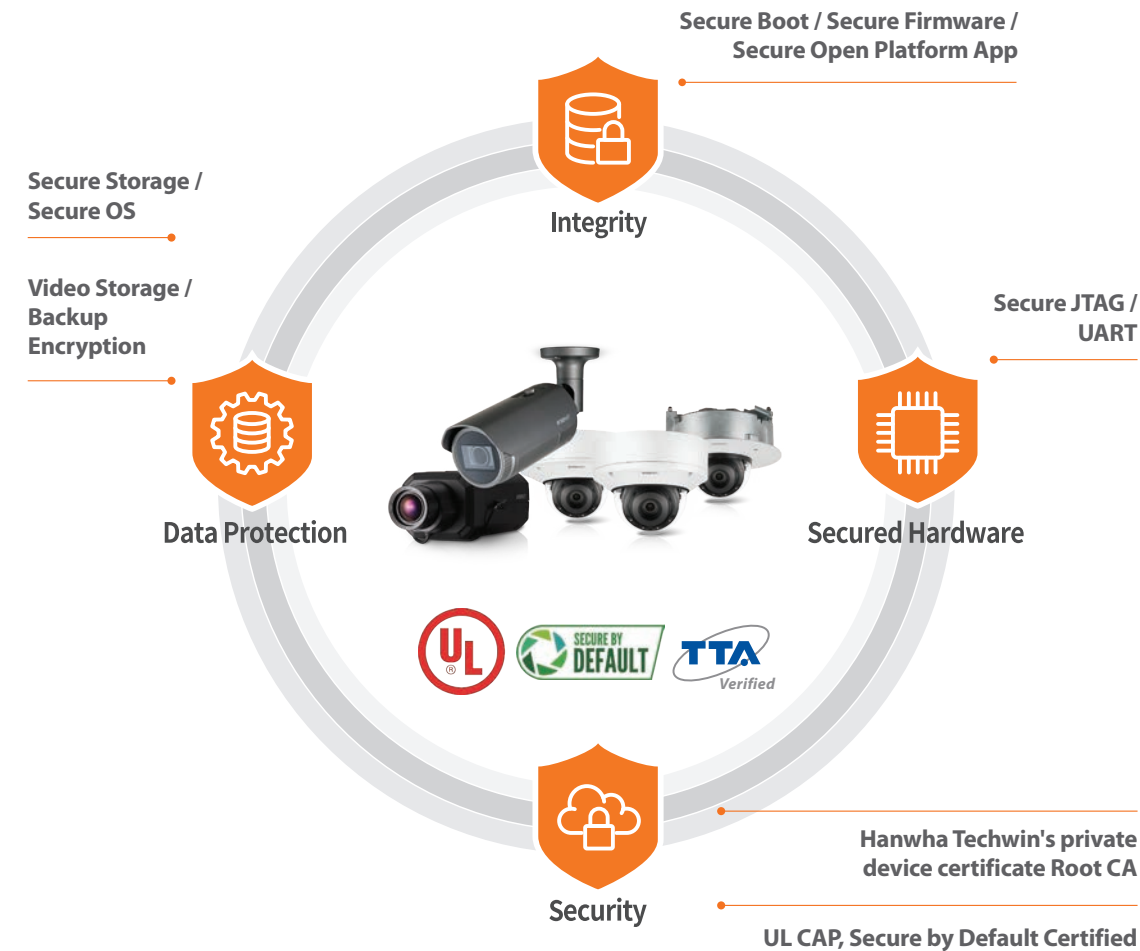 Secure Boot / Secure Firmware /
Secure Open Platform App
Integrity
Secure Storage /
Secure OS
Video Storage /
Backup
Encryption
Data Protection
Secure JTAG /
UART
Secured Hardware
UL
®
SECURE BY
DEFAULT
TTA
Verified
Security
Hanwha Techwin's private
device certificate Root CA
UL CAP, Secure by Default Certified